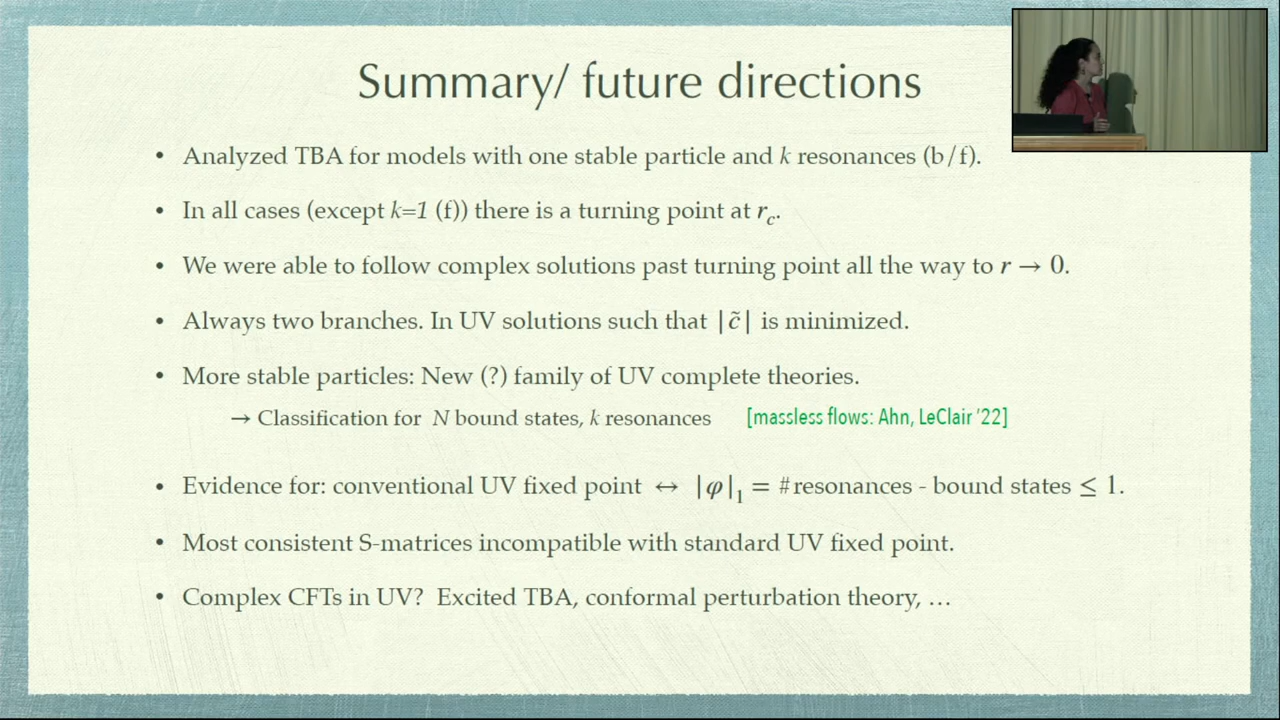 Summary/ future directions
• Analyzed TBA for models with one stable particle and k resonances (b/f).
• In all cases (except k=1 (f)) there is a turning point at r_c.
• We were able to follow complex solutions past turning point all the way to r → 0.
• Always two branches. In UV solutions such that |c̃| is minimized.
• More stable particles: New (?) family of UV complete theories.
→ Classification for N bound states, k resonances [massless flows: Ahn, LeClair '22]
• Evidence for: conventional UV fixed point ↔ |φ|₁ = #resonances - bound states ≤ 1.
• Most consistent S-matrices incompatible with standard UV fixed point.
• Complex CFTs in UV? Excited TBA, conformal perturbation theory, …